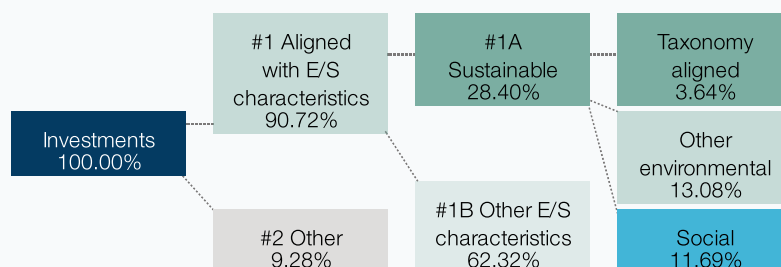 #1 Aligned
with E/S
characteristics
90.72%
#1A
Sustainable
28.40%
Taxonomy
aligned
3.64%
Investments
100.00%
Other
environmental
13.08%
#1B Other E/S
characteristics
62.32%
#2 Other
9.28%
Social
11.69%